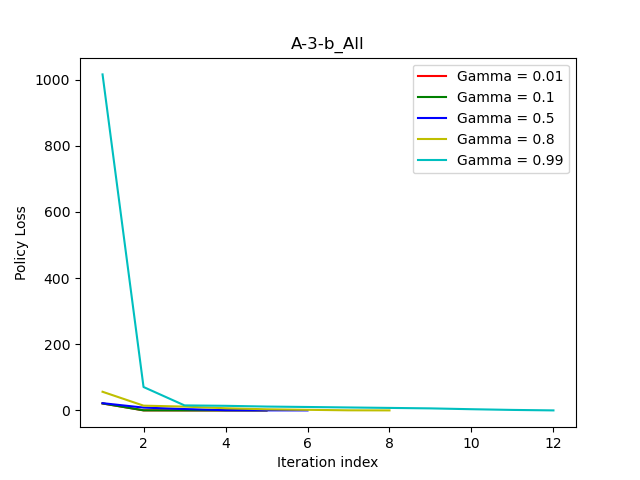 A-3-b_All
Gamma = 0.01
Gamma = 0.1
Gamma = 0.5
Gamma = 0.8
Gamma = 0.99
Policy Loss
1000
800
600
400
200
0
2 4 6 8 10 12
Iteration index